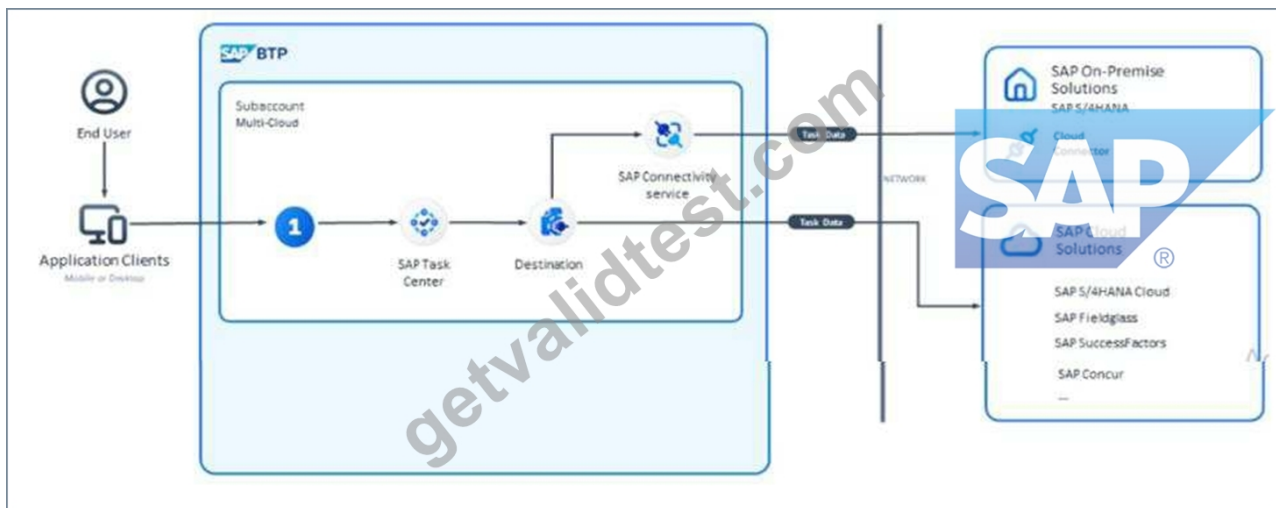 SAP BTP
Subaccount
Multi-Cloud
End User
Application Clients
Mobile or Desktop
1
SAP Task
Center
Destination
SAP Connectivity
service
Task Data
Task Data
NETWORK
SAP On-Premise
Solutions
SAP S/4HANA
Cloud
Connector
SAP
®
SAP Cloud
Solutions
SAP S/4HANA Cloud
SAP Fieldglass
SAP SuccessFactors
SAP Concur
...
getvalidtest.com